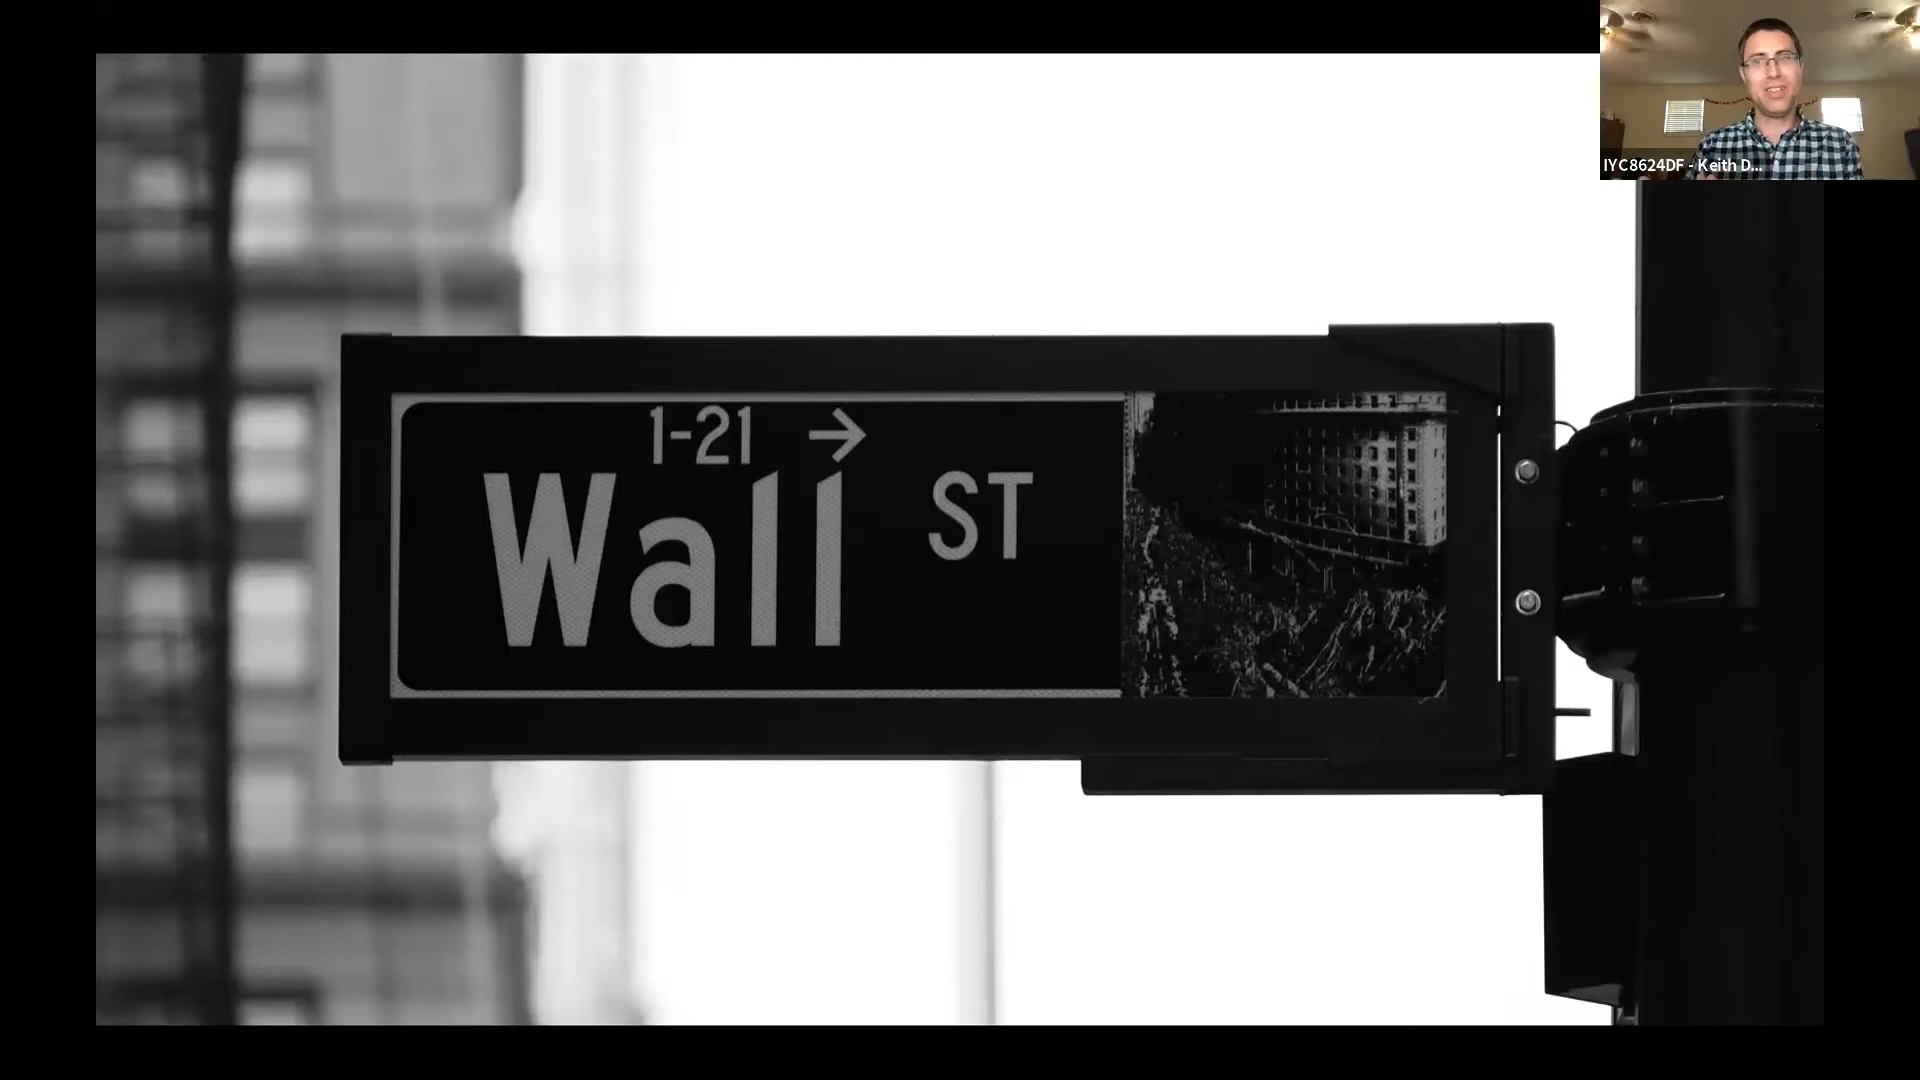 IYC8624DF - Keith D...
1-21 →
Wall ST